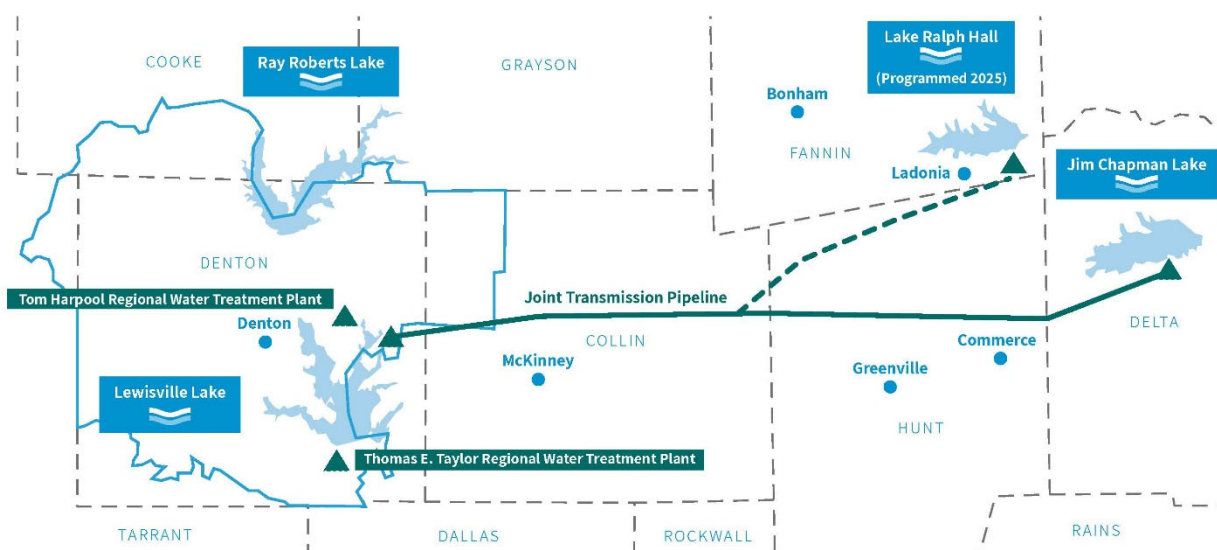 COOKE
Ray Roberts Lake
GRAYSON
Lake Ralph Hall
(Programmed 2025)
Bonham
FANNIN
Ladonia
Jim Chapman Lake
DENTON
Tom Harpool Regional Water Treatment Plant
Denton
Joint Transmission Pipeline
COLLIN
McKinney
DELTA
Commerce
Greenville
Lewisville Lake
HUNT
Thomas E. Taylor Regional Water Treatment Plant
TARRANT
DALLAS
ROCKWALL
RAINS